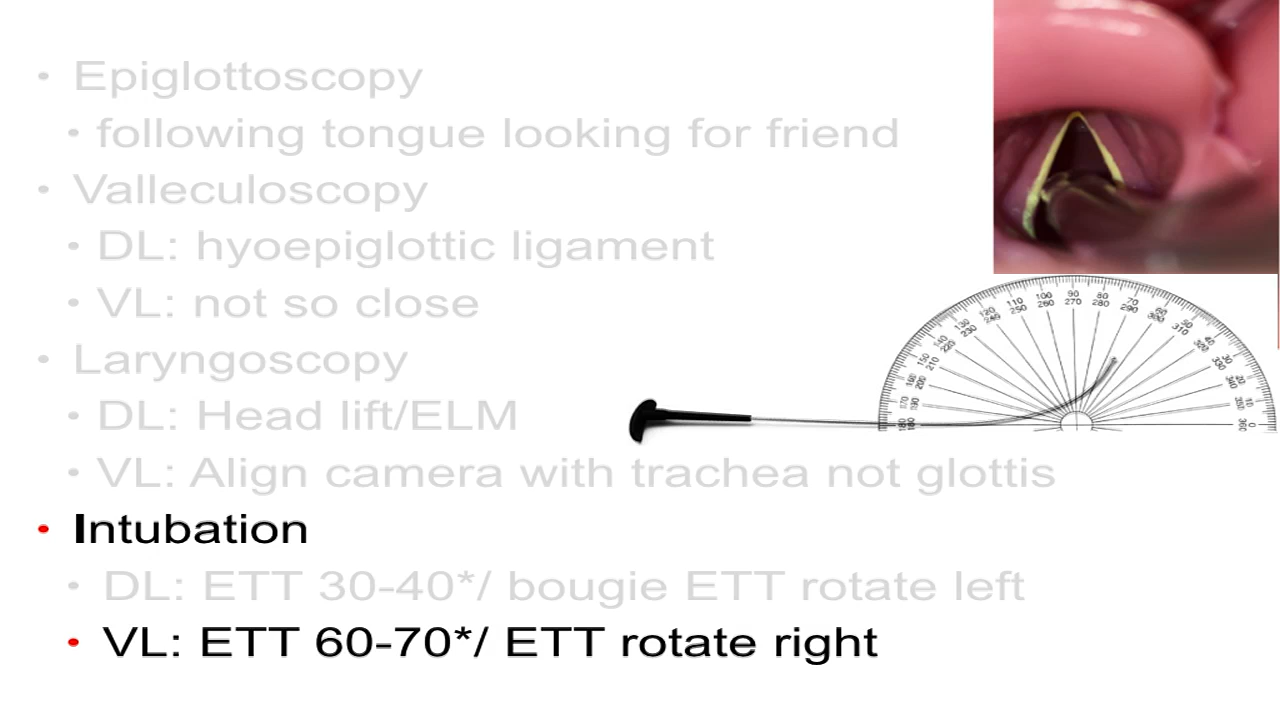 • Epiglottoscopy
• following tongue looking for friend
• Valleculoscopy
• DL: hyoepiglottic ligament
• VL: not so close
• Laryngoscopy
• DL: Head lift/ELM
• VL: Align camera with trachea not glottis
• Intubation
• DL: ETT 30-40*/ bougie ETT rotate left
• VL: ETT 60-70*/ ETT rotate right